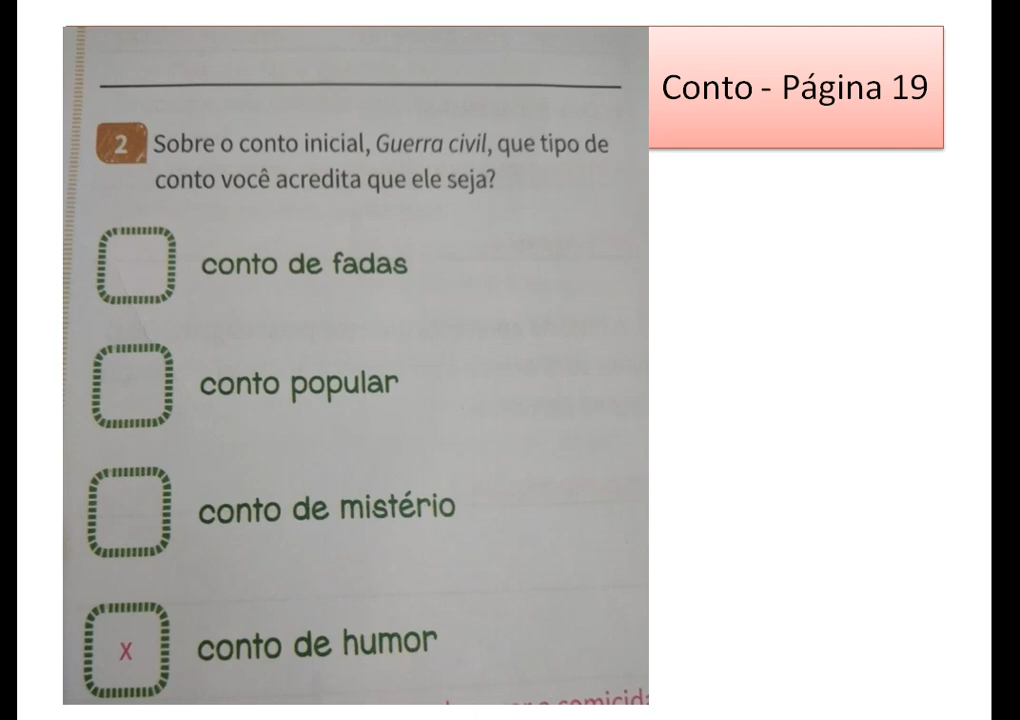 Conto - Página 19
2 Sobre o conto inicial, Guerra civil, que tipo de
conto você acredita que ele seja?
conto de fadas
conto popular
conto de mistério
X conto de humor